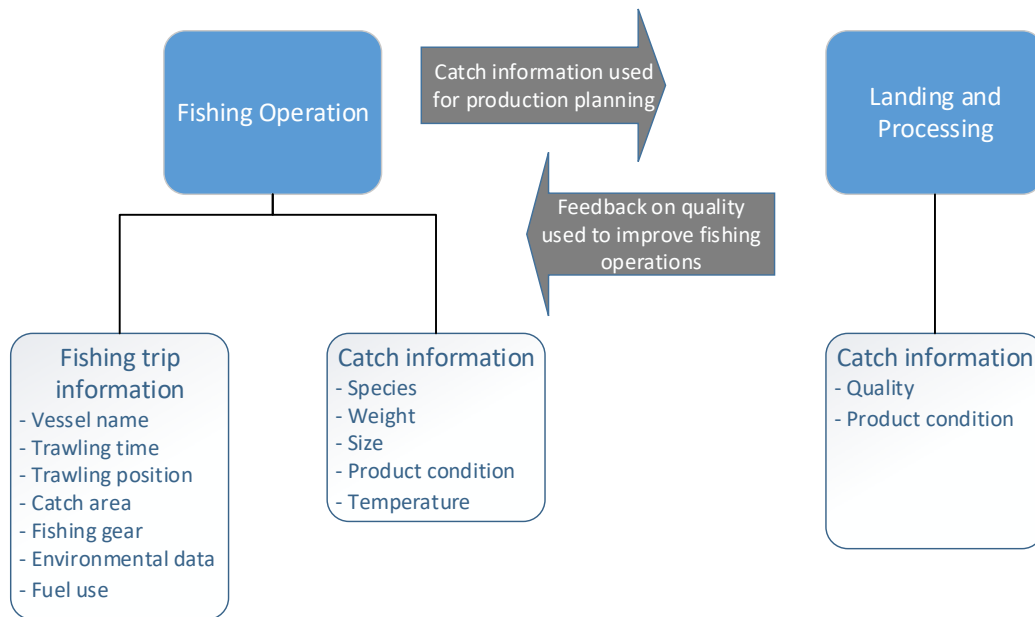 Fishing Operation
Catch information used
for production planning
Landing and
Processing
Feedback on quality
used to improve fishing
operations
Fishing trip
information
- Vessel name
- Trawling time
- Trawling position
- Catch area
- Fishing gear
- Environmental data
- Fuel use
Catch information
- Species
- Weight
- Size
- Product condition
- Temperature
Catch information
- Quality
- Product condition